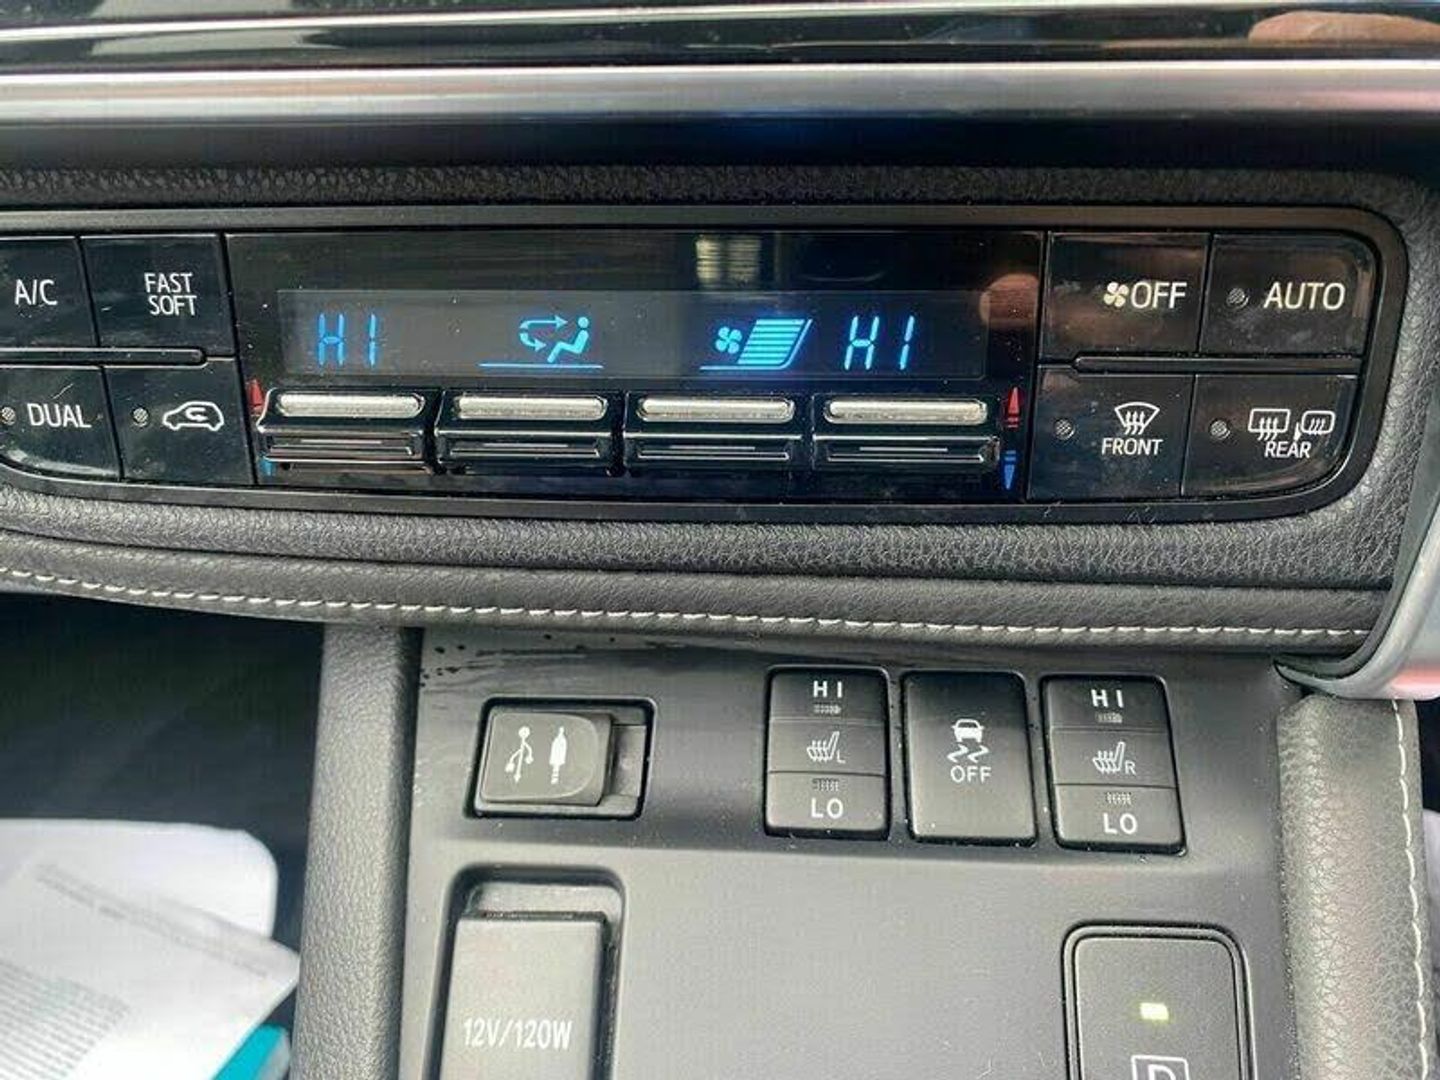 A/C
FAST
SOFT
HI
HI
OFF
AUTO
DUAL
FRONT
REAR
HI
L
LO
OFF
HI
R
LO
12V/120W
P